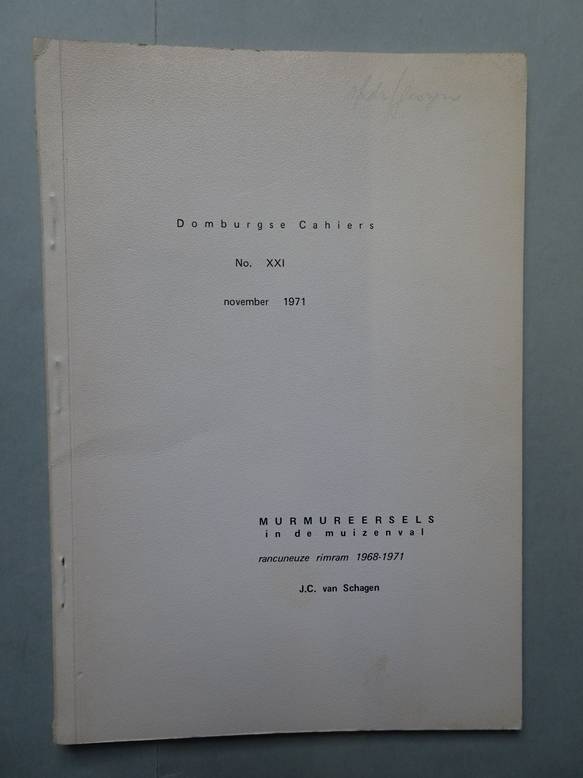 Domburgse Cahiers
No. XXI
november 1971
MURMUREERSELS
in de muizenval
rancuneuze rimram 1968-1971
J.C. van Schagen